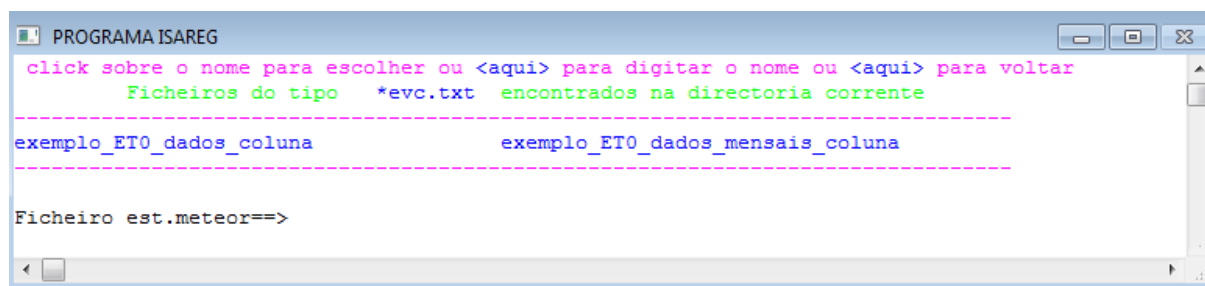 PROGRAMA ISAREG
click sobre o nome para escolher ou <aqui> para digitar o nome ou <aqui> para voltar
Ficheiros do tipo *evc.txt encontrados na directoria corrente
--------------------------------------------------------------------------------
exemplo_ET0_dados_coluna exemplo_ET0_dados_mensais_coluna
--------------------------------------------------------------------------------
Ficheiro est.meteor==>